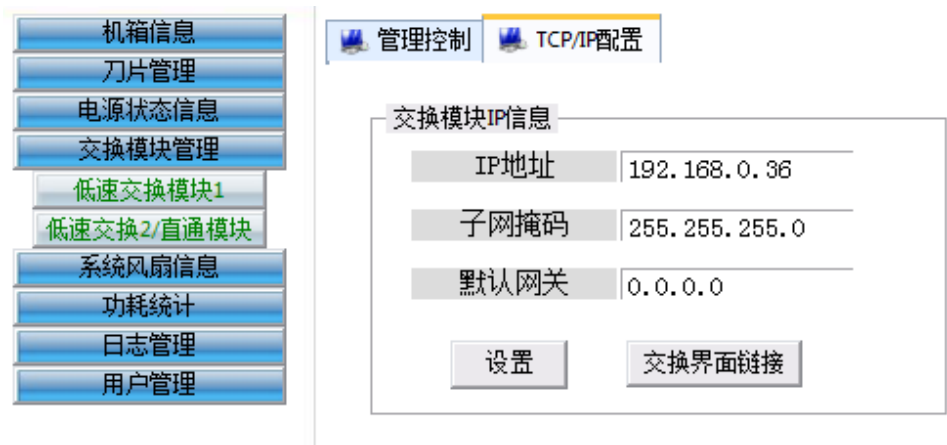 机箱信息
刀片管理
电源状态信息
交换模块管理
低速交换模块1
低速交换2/直通模块
系统风扇信息
功耗统计
日志管理
用户管理
管理控制
TCP/IP配置
交换模块IP信息
IP地址 192.168.0.36
子网掩码 255.255.255.0
默认网关 0.0.0.0
设置 交换界面链接